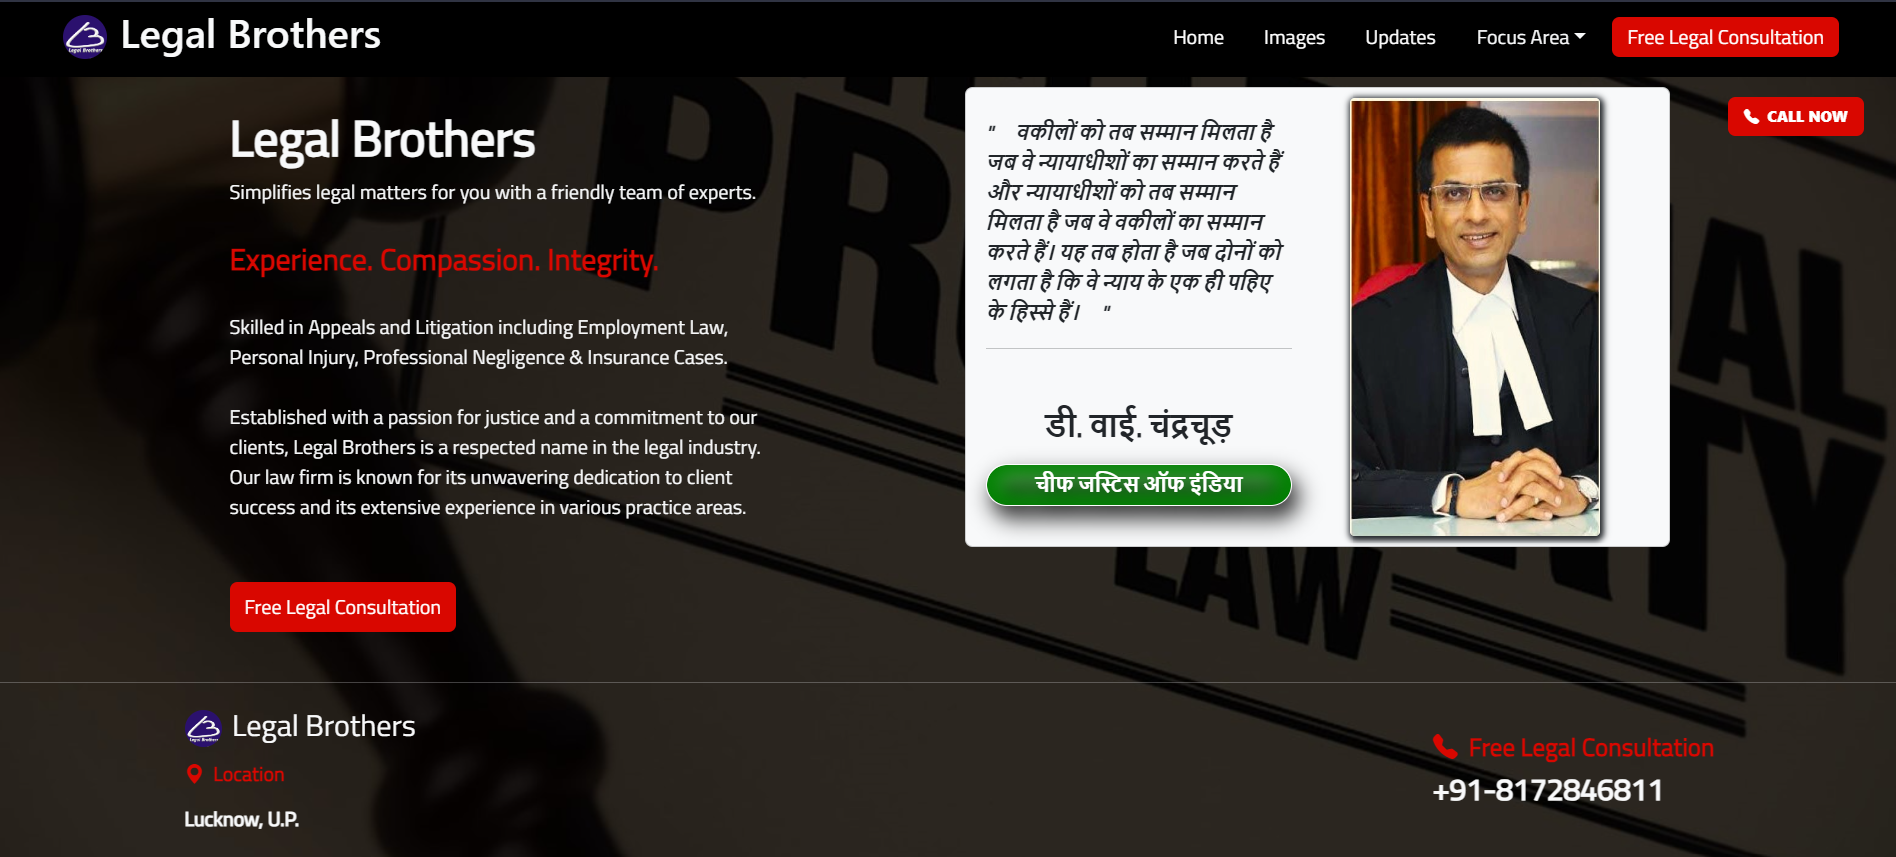 Legal Brothers
Home
Images
Updates
Focus Area
Free Legal Consultation
CALL NOW
Legal Brothers
Simplifies legal matters for you with a friendly team of experts.
Experience. Compassion. Integrity.
Skilled in Appeals and Litigation including Employment Law,
Personal Injury, Professional Negligence & Insurance Cases.
Established with a passion for justice and a commitment to our
clients, Legal Brothers is a respected name in the legal industry.
Our law firm is known for its unwavering dedication to client
success and its extensive experience in various practice areas.
Free Legal Consultation
" वकीलों को तब सम्मान मिलता है
जब वे न्यायाधीशों का सम्मान करते हैं
और न्यायाधीशों को तब सम्मान
मिलता है जब वे वकीलों का सम्मान
करते हैं। यह तब होता है जब दोनों को
लगता है कि वे न्याय के एक ही पहिए
के हिस्से हैं। "
डी. वाई. चंद्रचूड़
चीफ जस्टिस ऑफ इंडिया
LAW
Legal Brothers
Legal Brothers
Location
Lucknow, U.P.
Free Legal Consultation
+91-8172846811